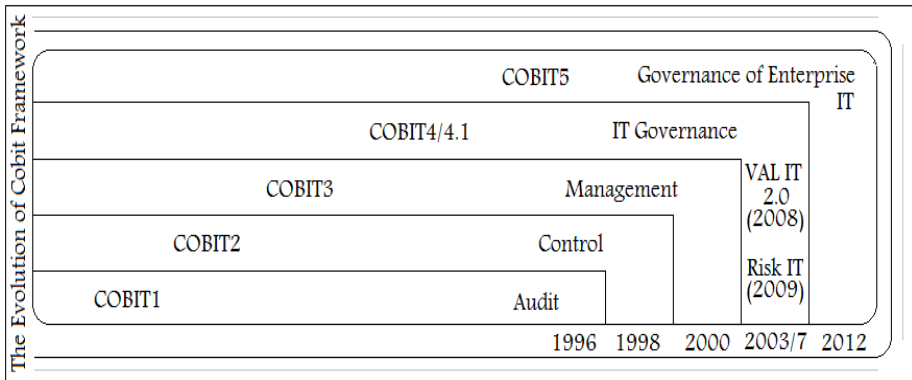 The Evolution of Cobit Framework
COBIT5 Governance of Enterprise
IT
COBIT4/4.1 IT Governance
COBIT3 Management
VAL IT
2.0
(2008)
COBIT2 Control
Risk IT
(2009)
COBIT1 Audit
1996 1998 2000 2003/7 2012